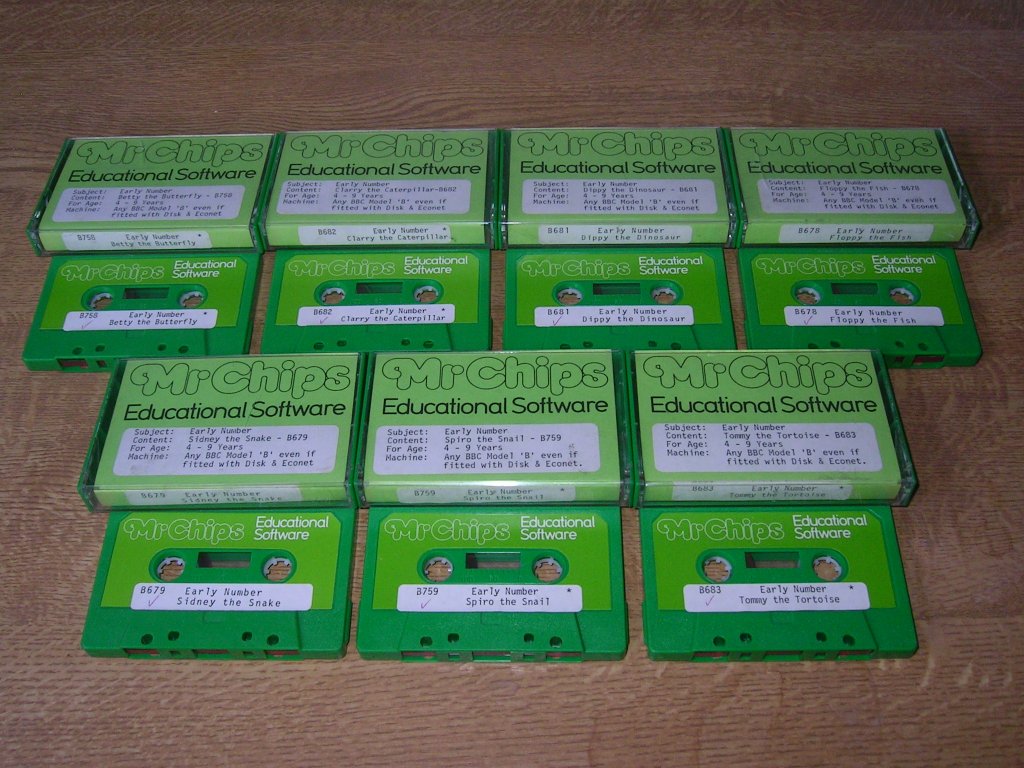 Mr Chips
Educational Software
Subject: Early Number
Content: Betty the Butterfly - B758
For Age: 4 - 9 Years
Machine: Any BBC Model 'B' even if
fitted with Disk & Econet
B758 Early Number *
Betty the Butterfly
Mr Chips
Educational Software
Subject: Early Number
Content: Clarry the Caterpillar-B682
For Age: 4 - 9 Years
Machine: Any BBC Model 'B' even if
fitted with Disk & Econet
B682 Early Number *
Clarry the Caterpillar
Mr Chips
Educational Software
Subject: Early Number
Content: Dippy the Dinosaur - B681
For Age: 4 - 9 Years
Machine: Any BBC Model 'B' even if
fitted with Disk & Econet.
B681 Early Number
Dippy the Dinosaur
Mr Chips
Educational Software
Subject: Early Number
Content: Floppy the Fish - B678
For Age: 4 - 9 Years
Machine: Any BBC Model 'B' even if
fitted with Disk & Econet
B678 Early Number
Floppy the Fish
Mr Chips Educational
Software
B758 Early Number *
Betty the Butterfly
Mr Chips Educational
Software
B682 Early Number *
Clarry the Caterpillar
Mr Chips Educational
Software
B681 Early Number
Dippy the Dinosaur
Mr Chips Educational
Software
B678 Early Number
Floppy the Fish
Mr Chips
Educational Software
Subject: Early Number
Content: Sidney the Snake - B679
For Age: 4 - 9 Years
Machine: Any BBC Model 'B' even if
fitted with Disk & Econet
B679 Early Number
Sidney the Snake
Mr Chips
Educational Software
Subject: Early Number
Content: Spiro the Snail - B759
For Age: 4 - 9 Years
Machine: Any BBC Model 'B' even if
fitted with Disk & Econet.
B759 Early Number *
Spiro the Snail
Mr Chips
Educational Software
Subject: Early Number
Content: Tommy the Tortoise - B683
For Age: 4 - 9 Years
Machine: Any BBC Model 'B' even if
fitted with Disk & Econet.
B683 Early Number *
Tommy the Tortoise
Mr Chips Educational
Software
B679 Early Number
Sidney the Snake
Mr Chips Educational
Software
B759 Early Number *
Spiro the Snail
Mr Chips Educational
Software
B683 Early Number *
Tommy the Tortoise